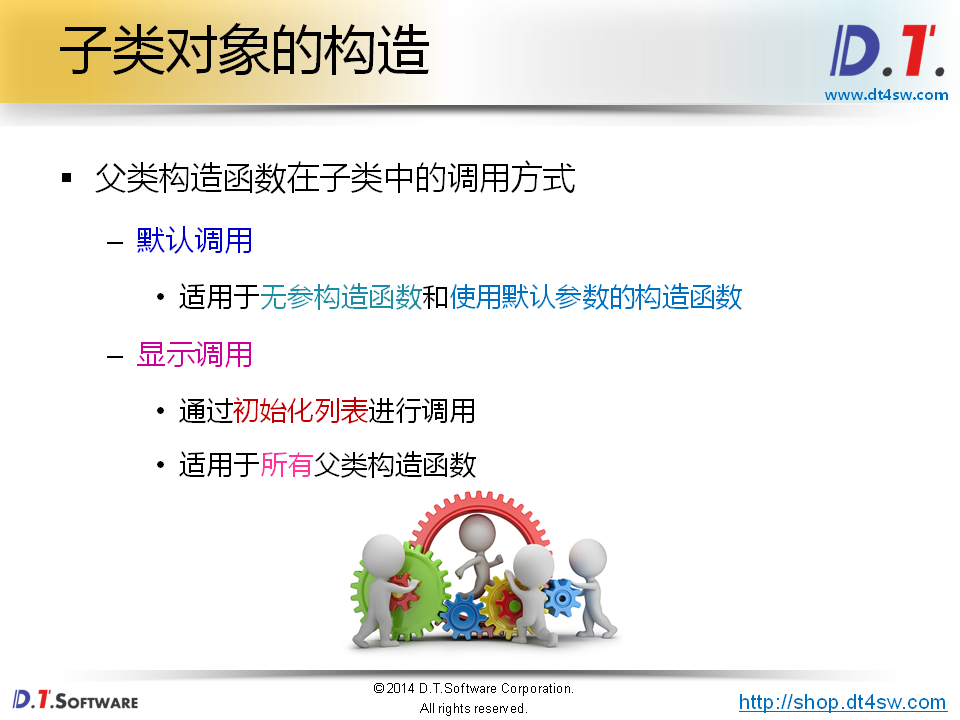 子类对象的构造
D.T.
www.dt4sw.com
▪ 父类构造函数在子类中的调用方式
– 默认调用
• 适用于无参构造函数和使用默认参数的构造函数
– 显示调用
• 通过初始化列表进行调用
• 适用于所有父类构造函数
D.T.SOFTWARE
©2014 D.T.Software Corporation.
All rights reserved.
http://shop.dt4sw.com